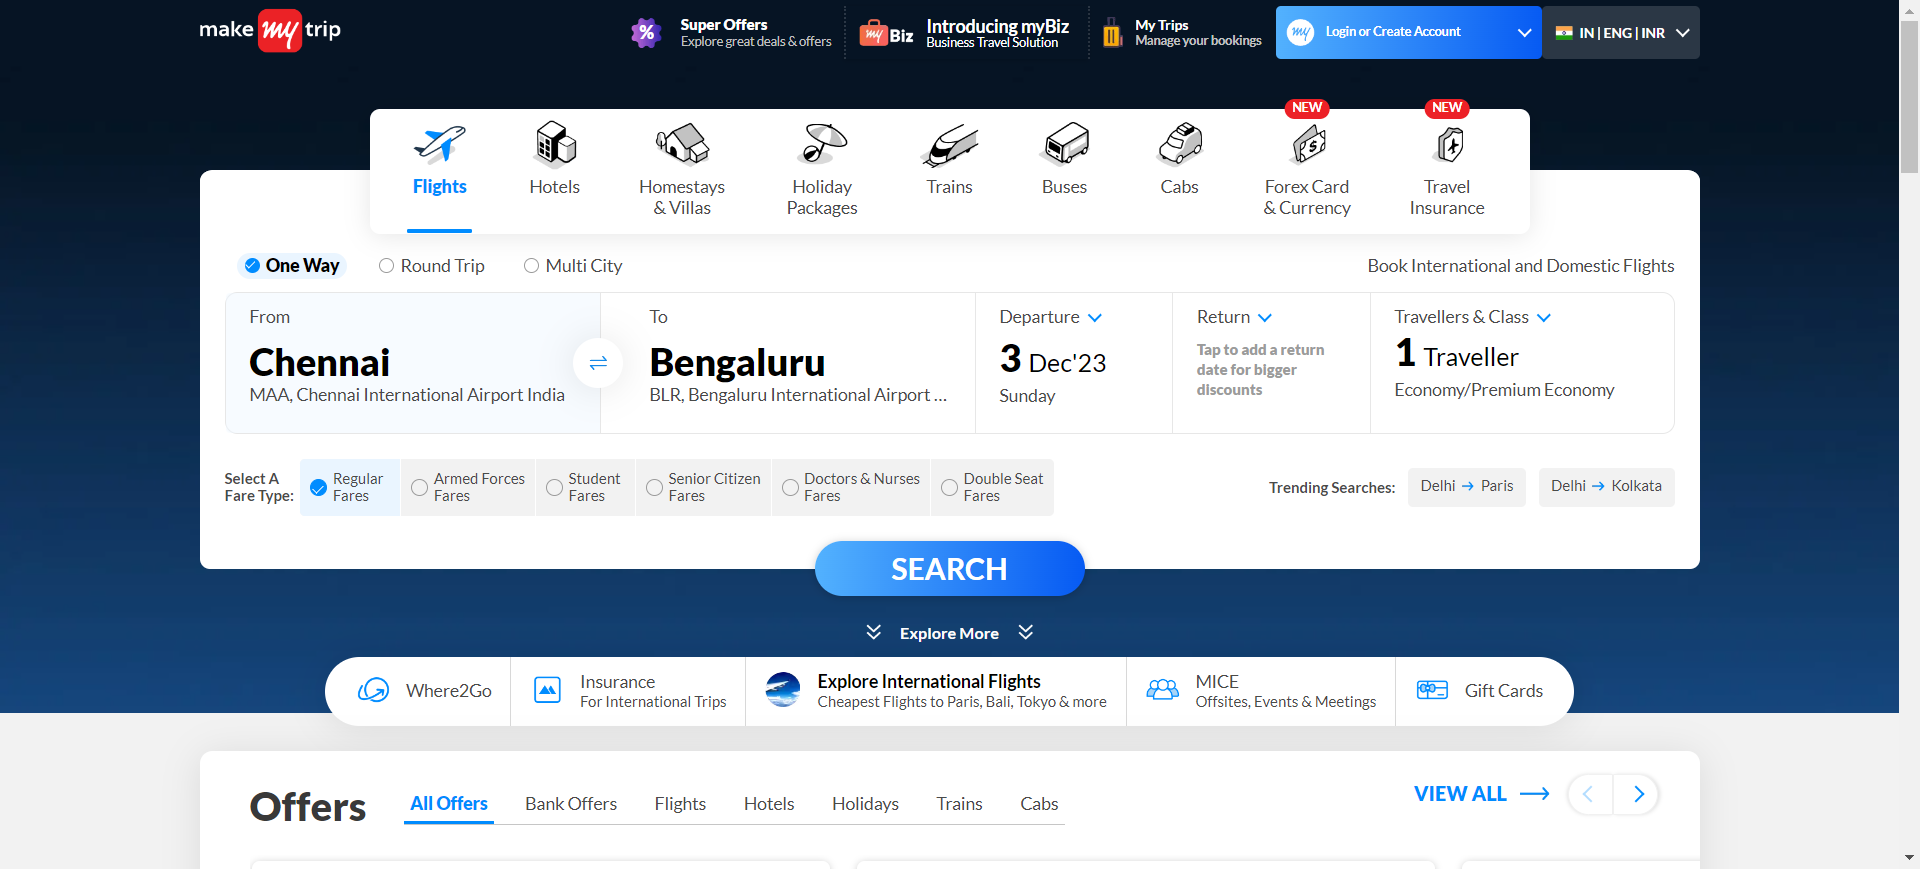 make my trip
%
Super Offers
Explore great deals & offers
my Biz
Introducing myBiz
Business Travel Solution
My Trips
Manage your bookings
my
Login or Create Account
IN | ENG | INR
NEW
NEW
Flights
Hotels
Homestays
& Villas
Holiday
Packages
Trains
Buses
Cabs
Forex Card
& Currency
Travel
Insurance
One Way
Round Trip
Multi City
Book International and Domestic Flights
From
Chennai
MAA, Chennai International Airport India
To
Bengaluru
BLR, Bengaluru International Airport ...
Departure
3 Dec'23
Sunday
Return
Tap to add a return
date for bigger
discounts
Travellers & Class
1 Traveller
Economy/Premium Economy
Select A
Fare Type:
Regular
Fares
Armed Forces
Fares
Student
Fares
Senior Citizen
Fares
Doctors & Nurses
Fares
Double Seat
Fares
Trending Searches:
Delhi → Paris
Delhi → Kolkata
SEARCH
Explore More
Where2Go
Insurance
For International Trips
Explore International Flights
Cheapest Flights to Paris, Bali, Tokyo & more
MICE
Offsites, Events & Meetings
Gift Cards
Offers
All Offers
Bank Offers
Flights
Hotels
Holidays
Trains
Cabs
VIEW ALL →